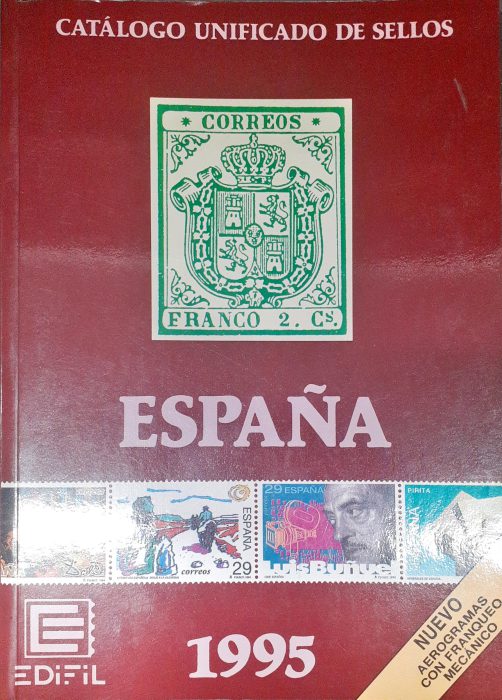 CATÁLOGO UNIFICADO DE SELLOS
* CORREOS *
FRANCO 2. Cs.
ESPAÑA
ESPAÑA
29
correos
29 ESPAÑA
LUIS BUÑUEL
PIRITA
NUEVO
AEROGRAMAS
CON FRANQUEO
MECÁNICO
EDIFIL
1995